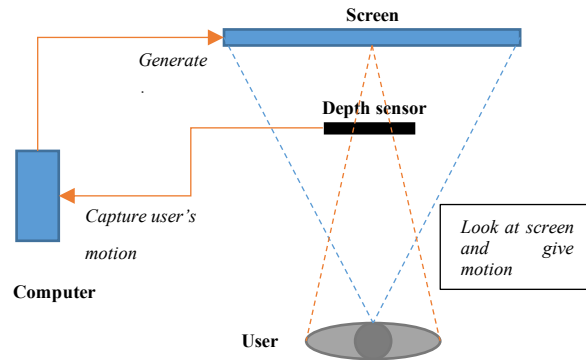 Screen
Generate
.
Depth sensor
Capture user's
motion
Look at screen
and give
motion
Computer
User